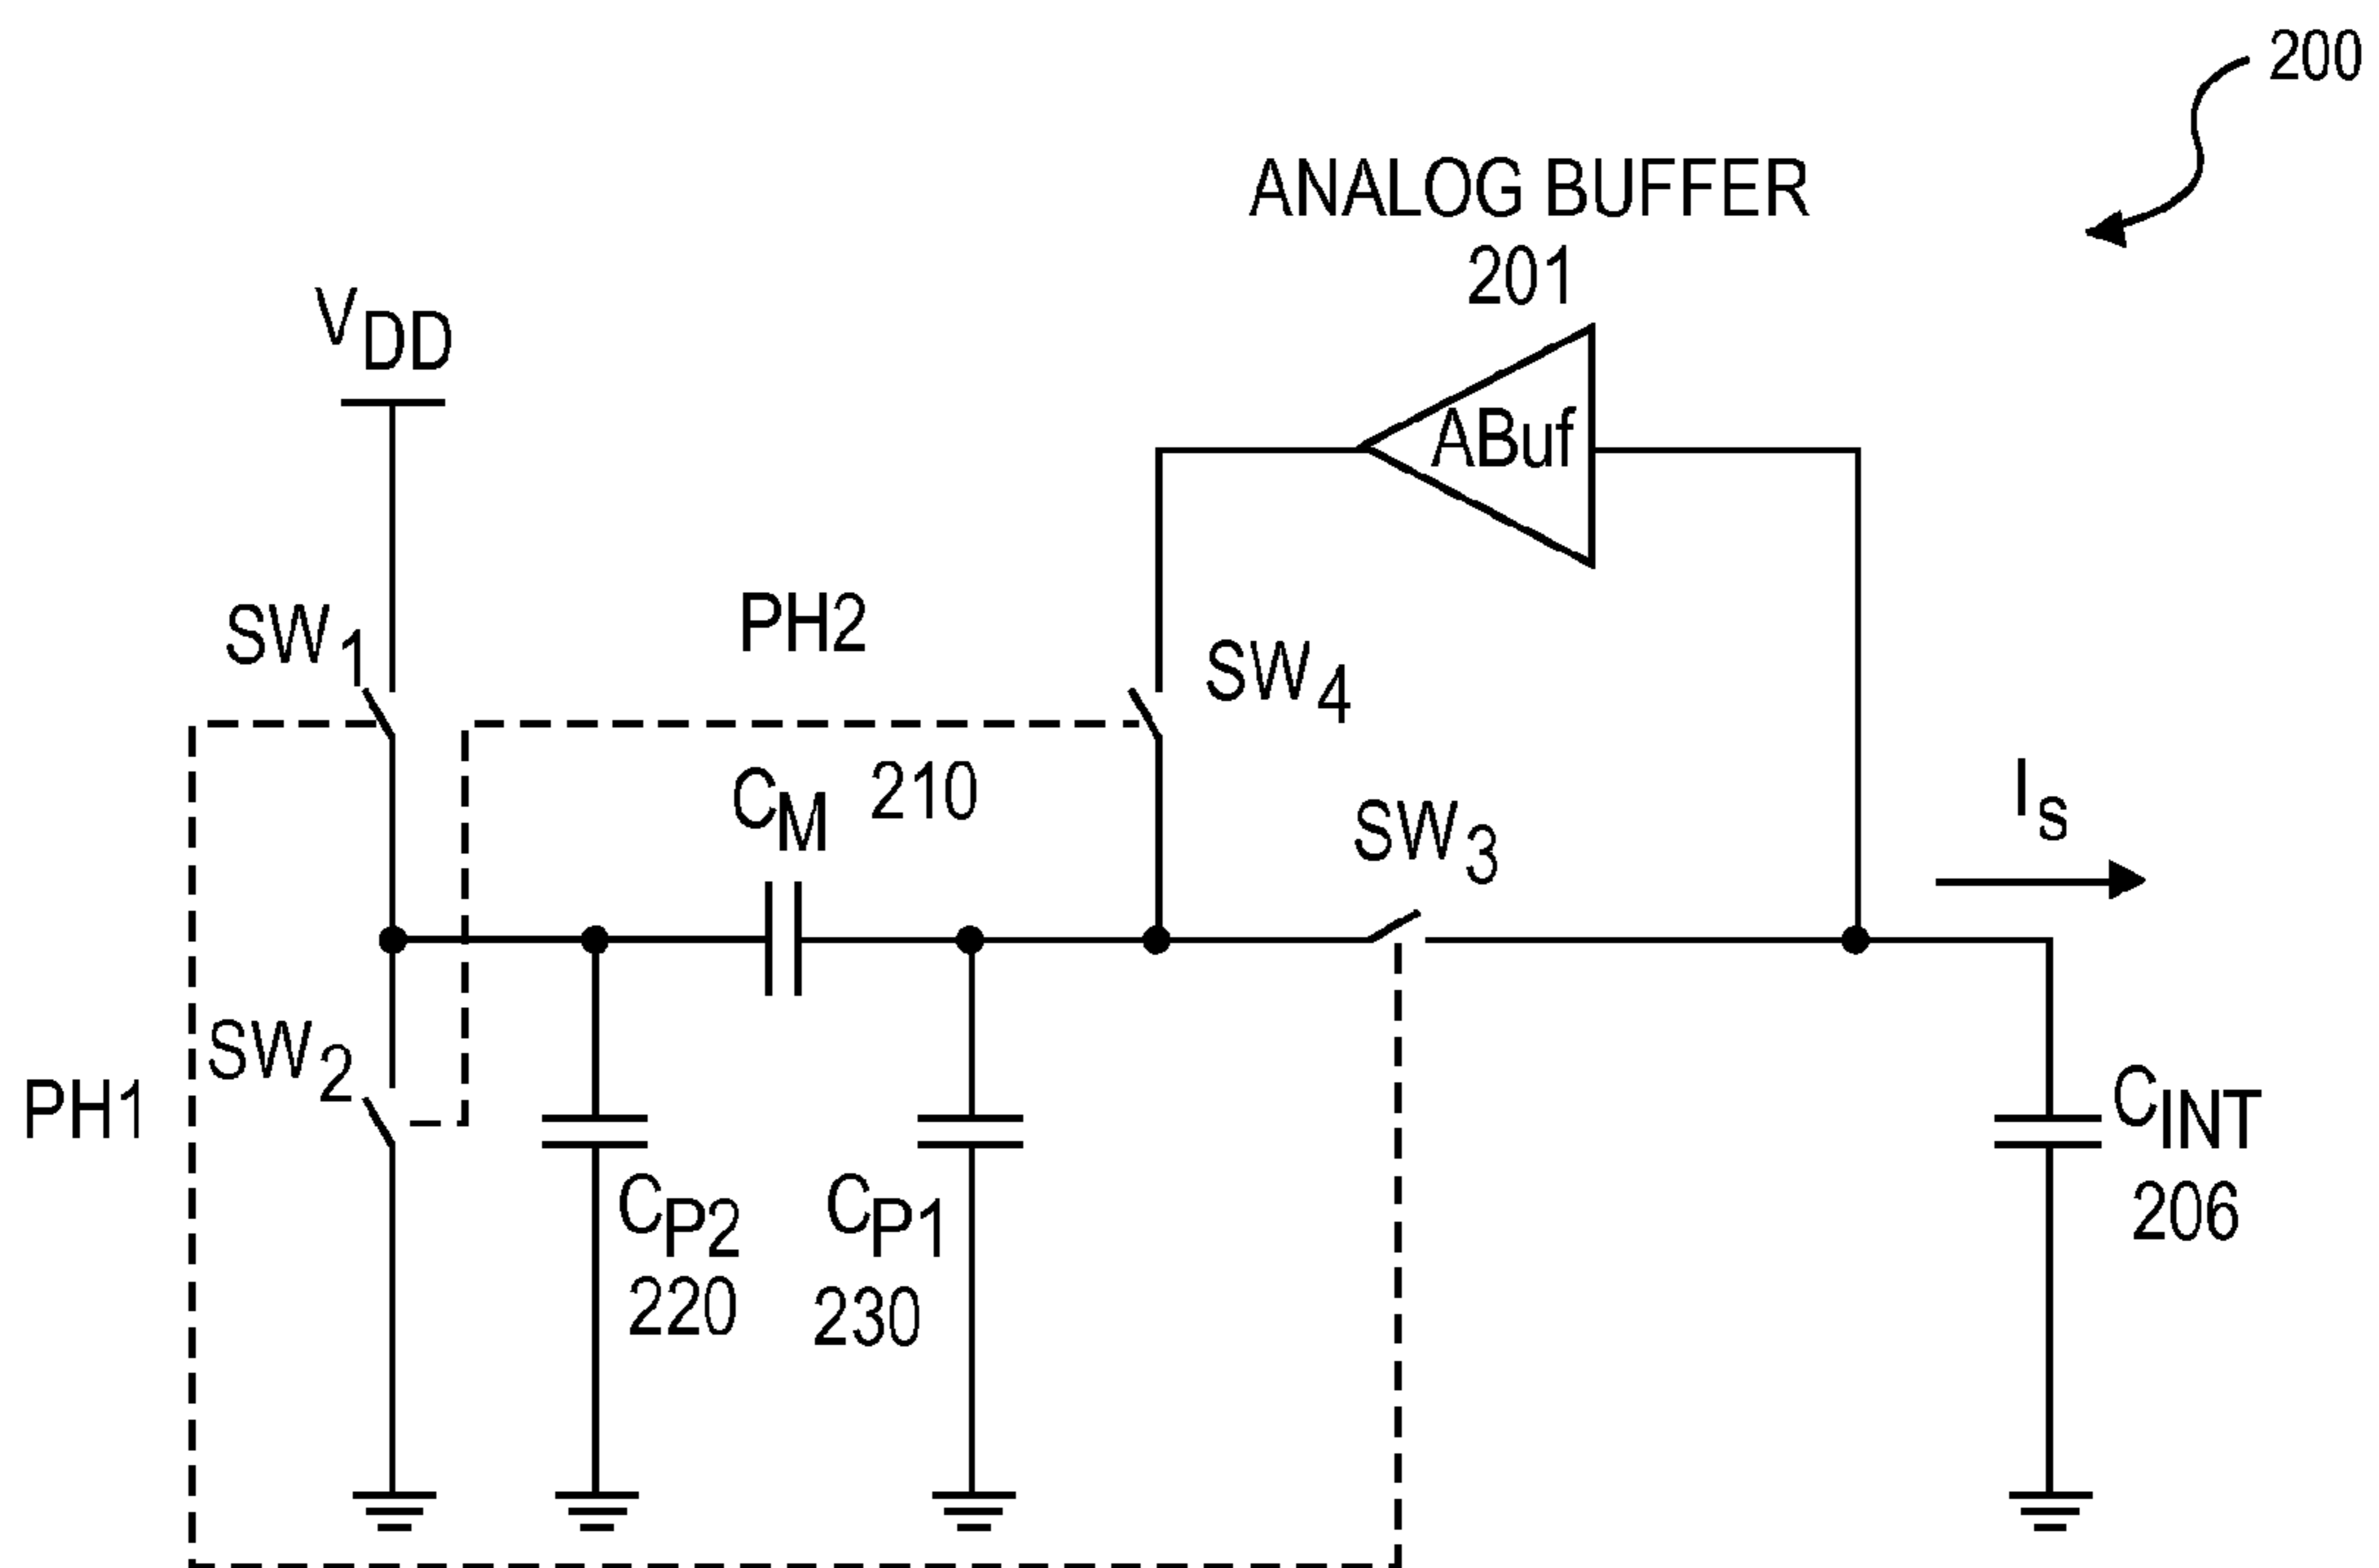 200
ANALOG BUFFER
201
VDD
ABuf
SW1
PH2
SW4
CM 210
SW3
IS
SW2
PH1
CINT
206
CP2
220
CP1
230